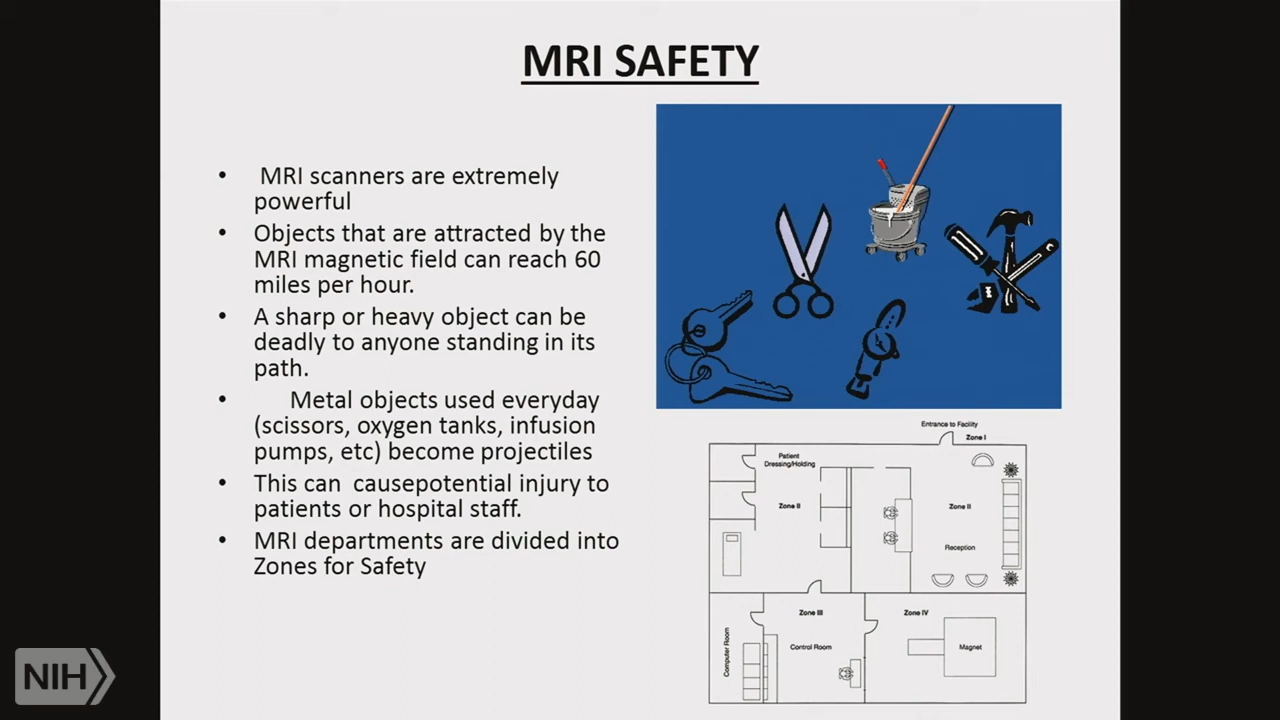 MRI SAFETY
• MRI scanners are extremely
powerful
• Objects that are attracted by the
MRI magnetic field can reach 60
miles per hour.
• A sharp or heavy object can be
deadly to anyone standing in its
path.
• Metal objects used everyday
(scissors, oxygen tanks, infusion
pumps, etc) become projectiles
• This can causepotential injury to
patients or hospital staff.
• MRI departments are divided into
Zones for Safety
Entrance to Facility
Zone I
Patient
Dressing/Holding
Zone II
Zone II
Reception
Zone III
Zone IV
Computer Room
Control Room
Magnet
NIH